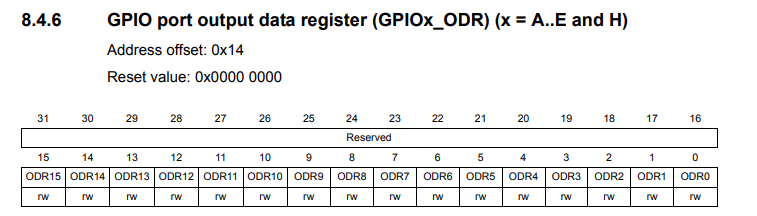 8.4.6 GPIO port output data register (GPIOx_ODR) (x = A..E and H)
Address offset: 0x14
Reset value: 0x0000 0000
31 30 29 28 27 26 25 24 23 22 21 20 19 18 17 16
Reserved
15 14 13 12 11 10 9 8 7 6 5 4 3 2 1 0
ODR15 ODR14 ODR13 ODR12 ODR11 ODR10 ODR9 ODR8 ODR7 ODR6 ODR5 ODR4 ODR3 ODR2 ODR1 ODR0
rw rw rw rw rw rw rw rw rw rw rw rw rw rw rw rw